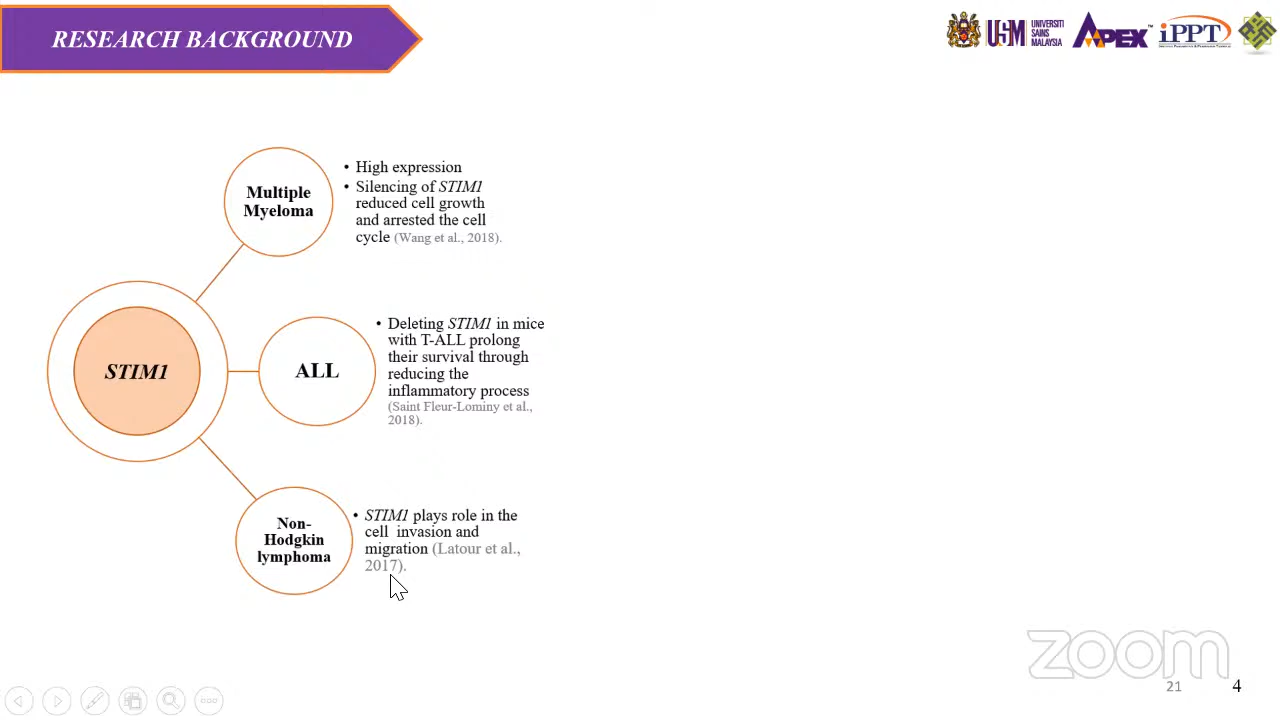 RESEARCH BACKGROUND
USM
UNIVERSITI
SAINS
MALAYSIA
APEX™
iPPT
Multiple
Myeloma
• High expression
• Silencing of STIM1
reduced cell growth
and arrested the cell
cycle (Wang et al., 2018).
STIM1
ALL
• Deleting STIM1 in mice
with T-ALL prolong
their survival through
reducing the
inflammatory process
(Saint Fleur-Lominy et al.,
2018).
Non-
Hodgkin
lymphoma
• STIM1 plays role in the
cell invasion and
migration (Latour et al.,
2017).
zoom
21
4